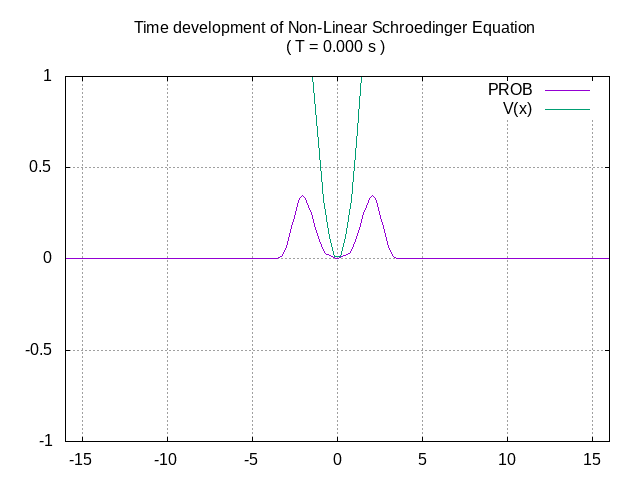 Time development of Non-Linear Schroedinger Equation
( T = 0.000 s )
PROB
V(x)
1
0.5
0
-0.5
-1
-15 -10 -5 0 5 10 15